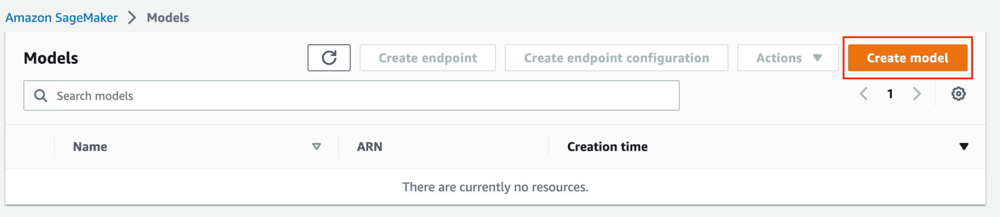 Amazon SageMaker > Models
Models Create endpoint Create endpoint configuration Actions Create model
Search models 1
Name ARN Creation time
There are currently no resources.